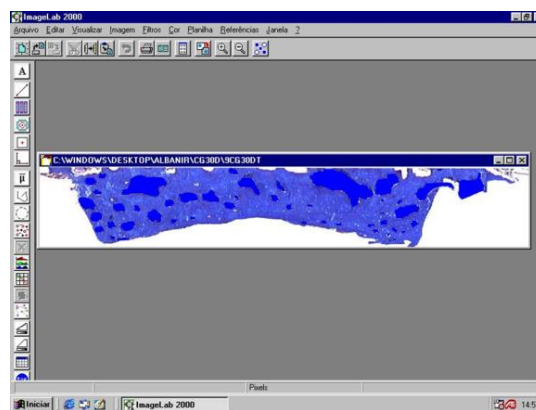 ImageLab 2000
Arquivo Editar Visualizar Imagem Filtros Cor Planilha Referências Janela ?
A
C:\WINDOWS\DESKTOP\ALBANIR\CG30D\9CG30DT
µ
Pixels
Iniciar ImageLab 2000 14:5